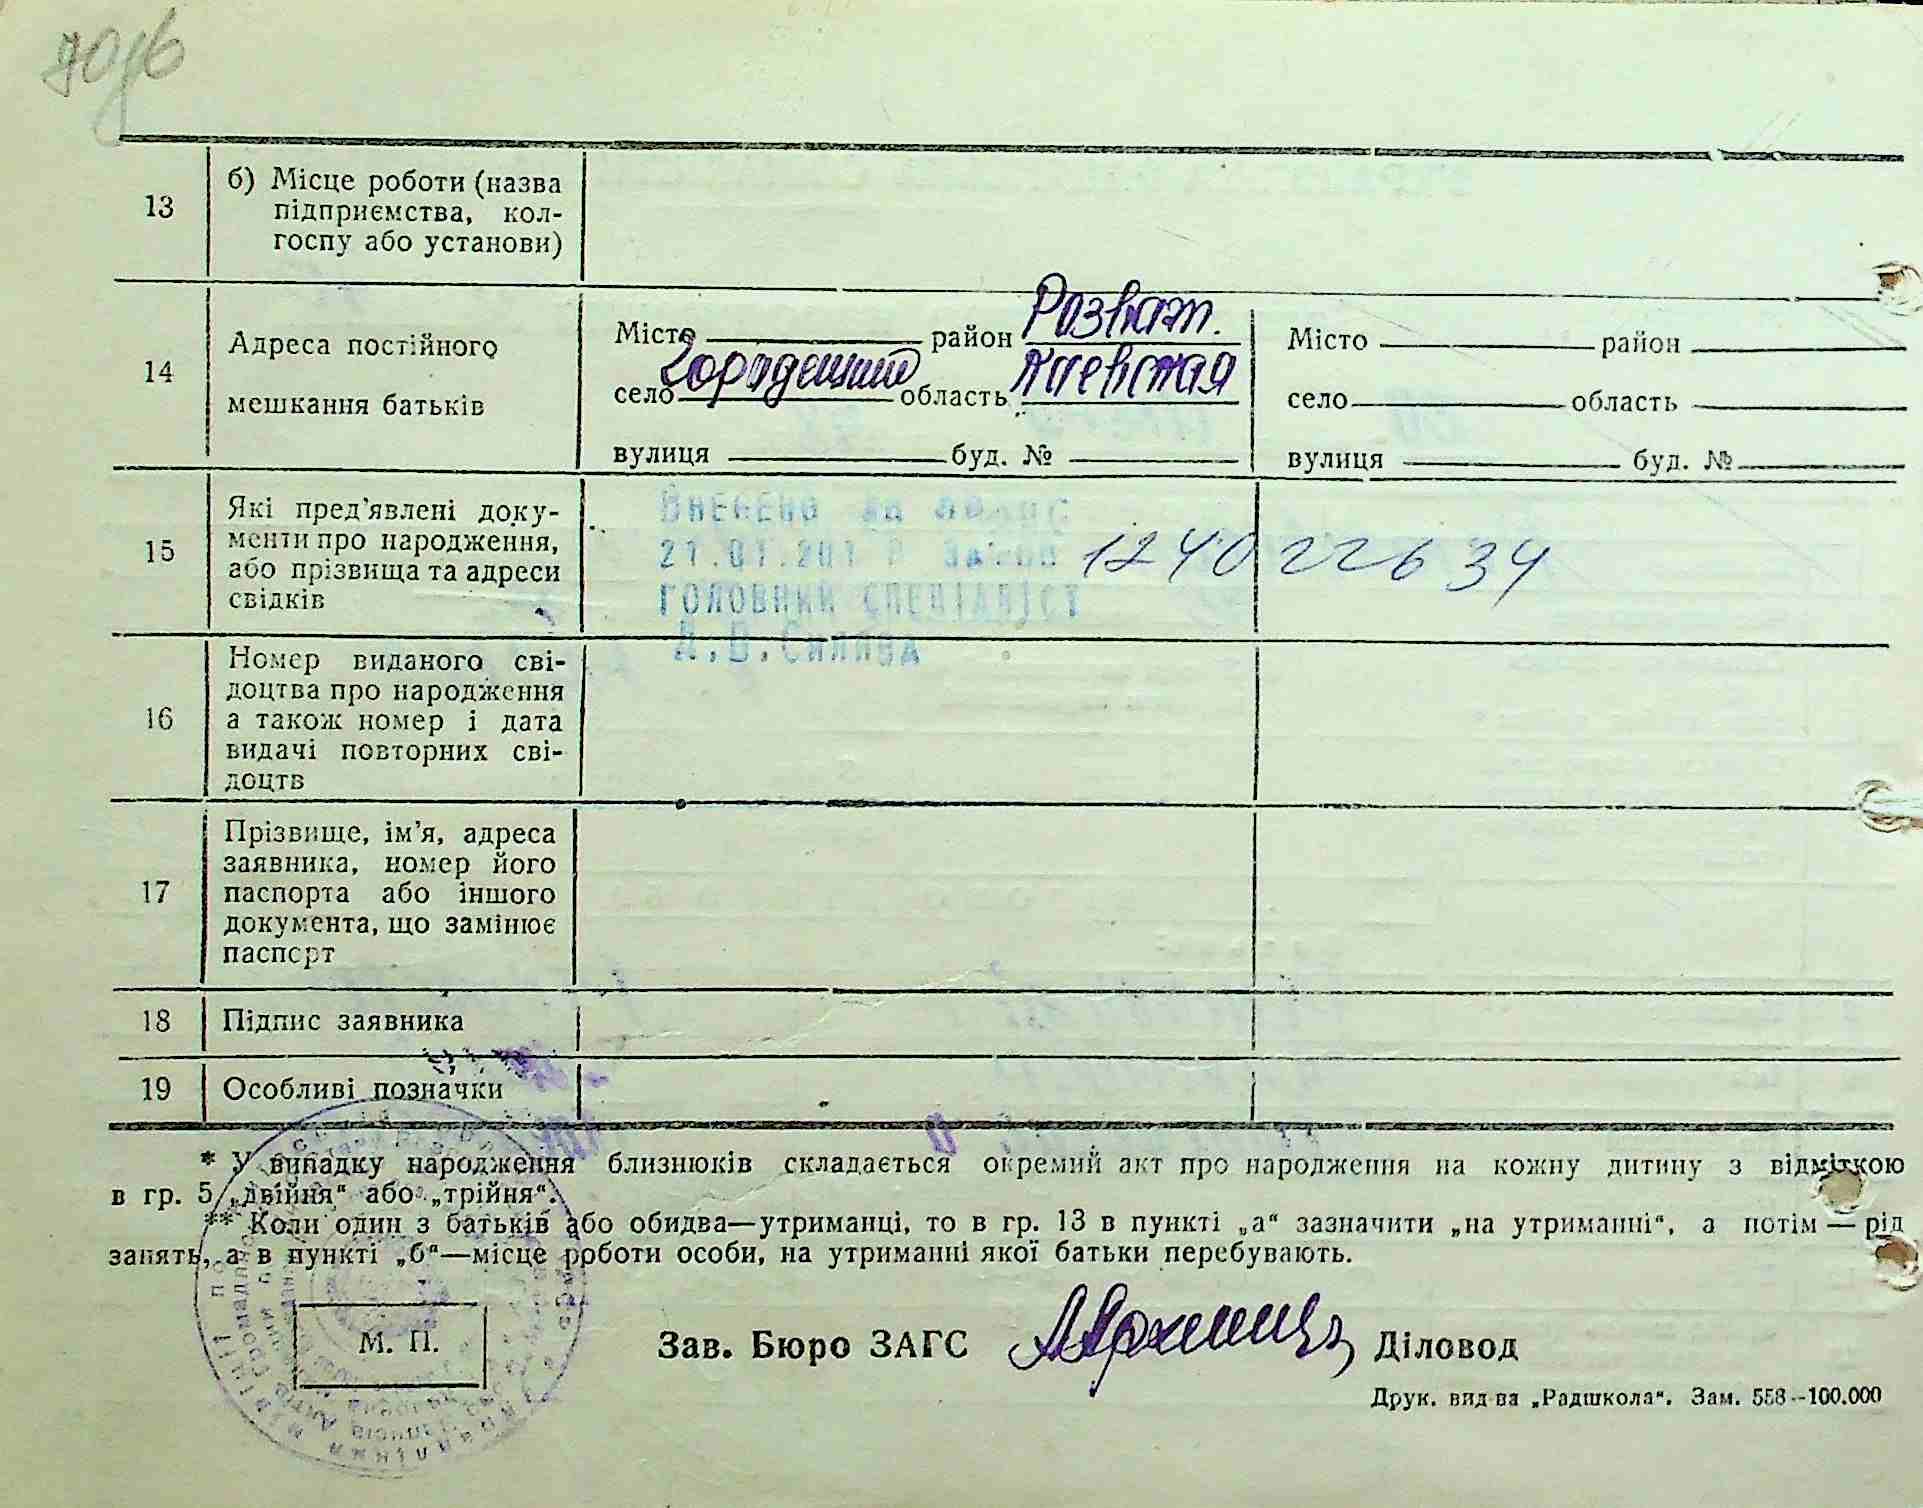 13
б) Місце роботи (назва
підприємства, кол-
госпу або установи)
14
Адреса постійного
мешкання батьків
Місто район Розваж.
село область Киевская
вулиця буд. №
Місто район
село область
вулиця буд. №
15
Які пред’явлені доку-
менти про народження,
або прізвища та адреси
свідків
Внесено
головний спеціаліст
124022634
16
Номер виданого сві-
доцтва про народження
а також номер і дата
видачі повторних сві-
доцтв
17
Прізвище, ім’я, адреса
заявника, номер його
паспорта або іншого
документа, що замінює
паспорт
18
Підпис заявника
19
Особливі позначки
* У випадку народження близнюків складається окремий акт про народження на кожну дитину з відміткою
в гр. 5 „двійня“ або „трійня“.
** Коли один з батьків або обидва—утриманці, то в гр. 13 в пункті „а“ зазначити „на утриманні“, а потім — рід
занять, а в пункті „б“—місце роботи особи, на утриманні якої батьки перебувають.
М. П.
Зав. Бюро ЗАГС Діловод
Друк. вид-ва „Радшкола“. Зам. 558—100.000